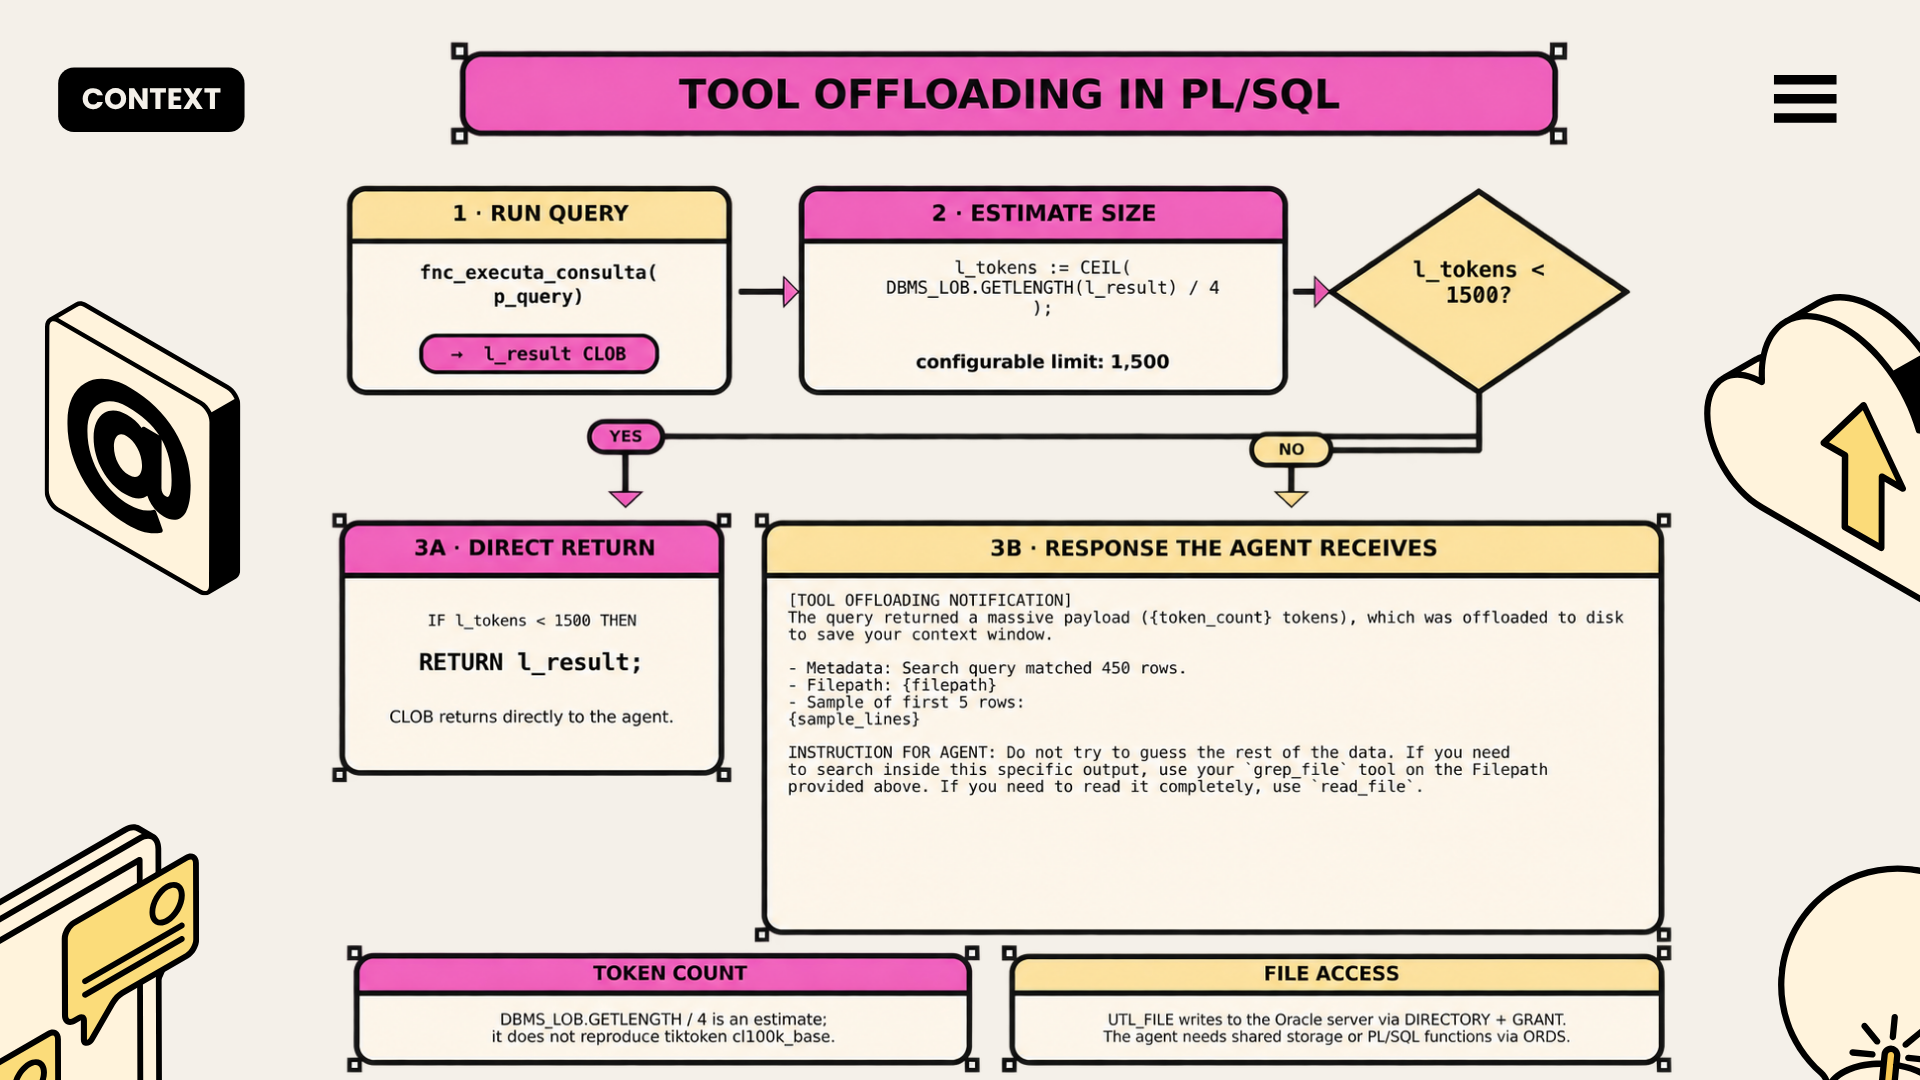 CONTEXT
TOOL OFFLOADING IN PL/SQL
1 · RUN QUERY
fnc_executa_consulta(
p_query)
→ l_result CLOB
2 · ESTIMATE SIZE
l_tokens := CEIL(
DBMS_LOB.GETLENGTH(l_result) / 4
);
configurable limit: 1,500
l_tokens <
1500?
YES
NO
3A · DIRECT RETURN
IF l_tokens < 1500 THEN
RETURN l_result;
CLOB returns directly to the agent.
3B · RESPONSE THE AGENT RECEIVES
[TOOL OFFLOADING NOTIFICATION]
The query returned a massive payload ({token_count} tokens), which was offloaded to disk
to save your context window.
- Metadata: Search query matched 450 rows.
- Filepath: {filepath}
- Sample of first 5 rows:
{sample_lines}
INSTRUCTION FOR AGENT: Do not try to guess the rest of the data. If you need
to search inside this specific output, use your `grep_file` tool on the Filepath
provided above. If you need to read it completely, use `read_file`.
TOKEN COUNT
DBMS_LOB.GETLENGTH / 4 is an estimate;
it does not reproduce tiktoken cl100k_base.
FILE ACCESS
UTL_FILE writes to the Oracle server via DIRECTORY + GRANT.
The agent needs shared storage or PL/SQL functions via ORDS.